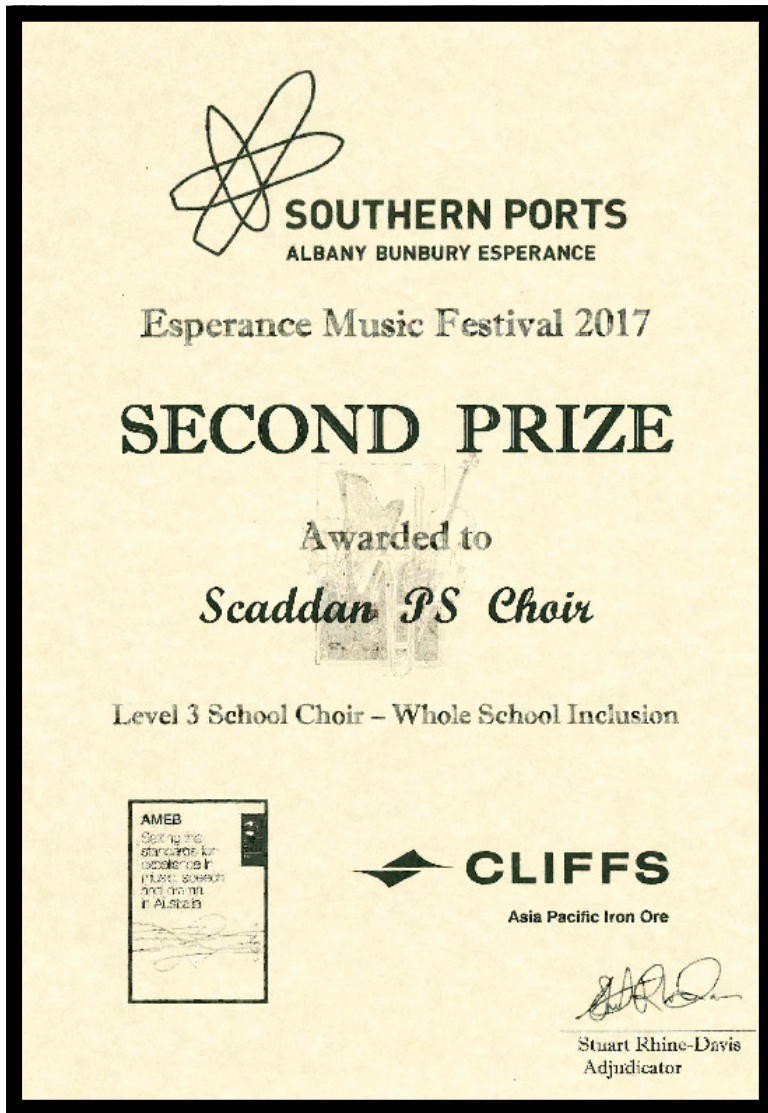 SOUTHERN PORTS
ALBANY BUNBURY ESPERANCE
Esperance Music Festival 2017
SECOND PRIZE
Awarded to
Scaddan PS Choir
Level 3 School Choir – Whole School Inclusion
AMEB
Setting the
standards for
excellence in
music, speech
and drama
in Australia
CLIFFS
Asia Pacific Iron Ore
Stuart Rhine-Davis
Adjudicator